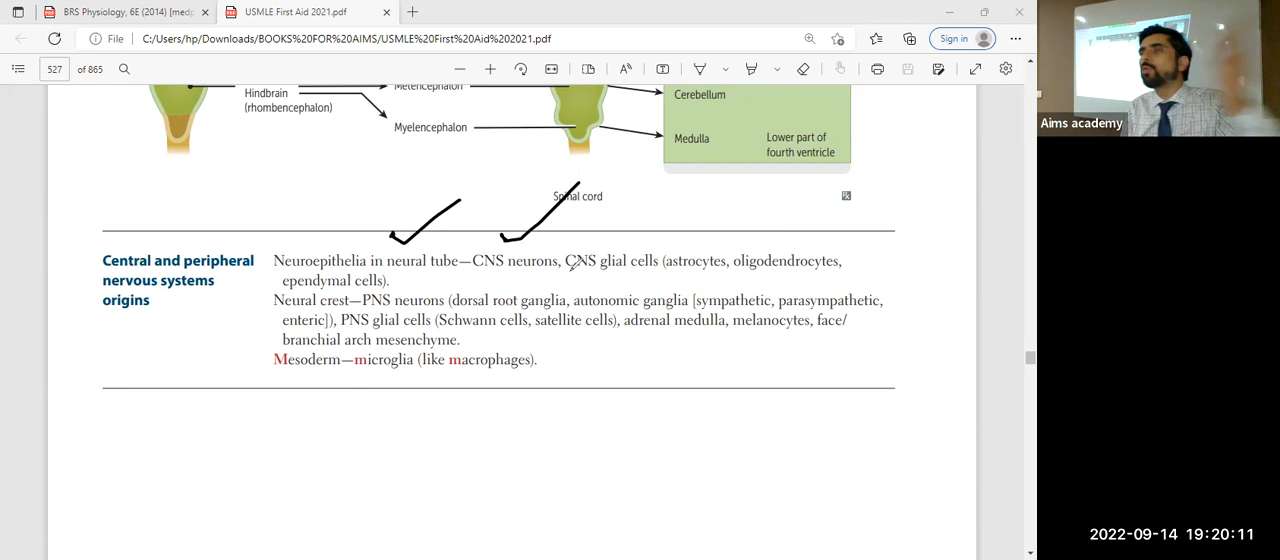 BRS Physiology, 6E (2014) [medp
USMLE First Aid 2021.pdf
File
C:/Users/hp/Downloads/BOOKS%20FOR%20AIMS/USMLE%20First%20Aid%202021.pdf
Sign in
527 of 865
Hindbrain
(rhombencephalon)
Metencephalon
Cerebellum
Myelencephalon
Medulla
Lower part of
fourth ventricle
Spinal cord
Central and peripheral
nervous systems
origins
Neuroepithelia in neural tube—CNS neurons, CNS glial cells (astrocytes, oligodendrocytes,
ependymal cells).
Neural crest—PNS neurons (dorsal root ganglia, autonomic ganglia [sympathetic, parasympathetic,
enteric]), PNS glial cells (Schwann cells, satellite cells), adrenal medulla, melanocytes, face/
branchial arch mesenchyme.
Mesoderm—microglia (like macrophages).
Aims academy
2022-09-14 19:20:11